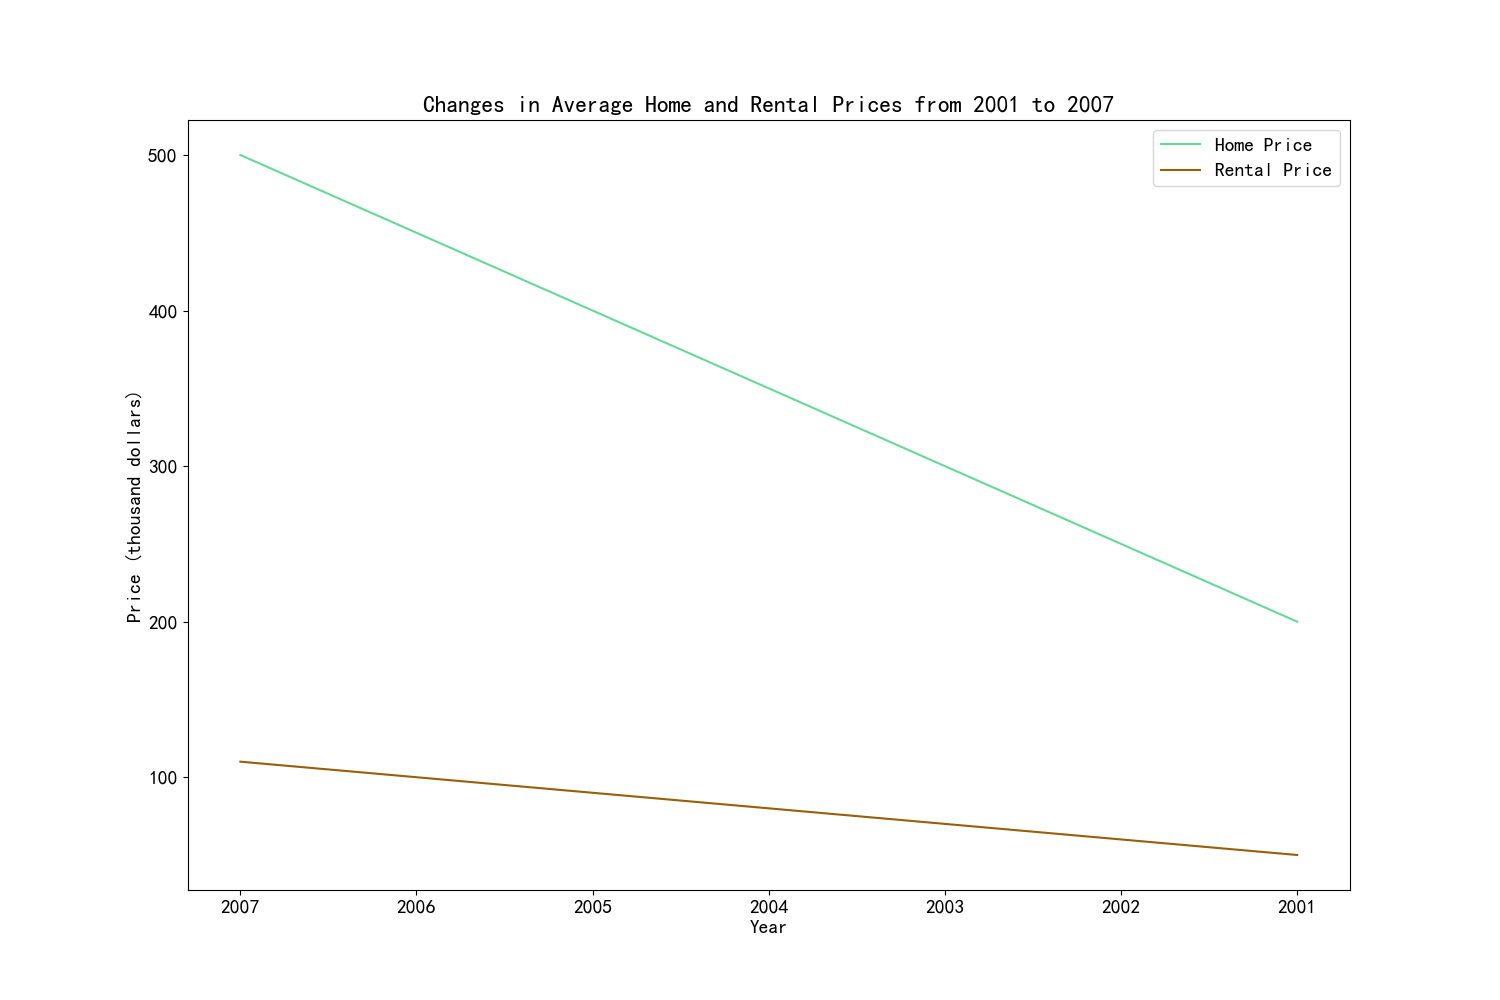 Changes in Average Home and Rental Prices from 2001 to 2007
Home Price
Rental Price
Price (thousand dollars)
500
400
300
200
100
2007 2006 2005 2004 2003 2002 2001
Year